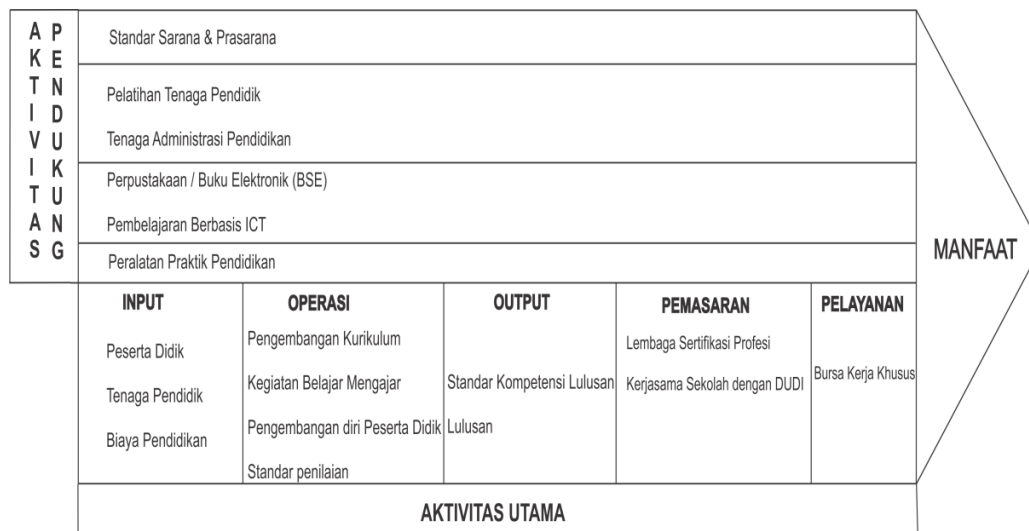 AKTIVITAS
PENDUKUNG
Standar Sarana & Prasarana
Pelatihan Tenaga Pendidik
Tenaga Administrasi Pendidikan
Perpustakaan / Buku Elektronik (BSE)
Pembelajaran Berbasis ICT
Peralatan Praktik Pendidikan
MANFAAT
INPUT
Peserta Didik
Tenaga Pendidik
Biaya Pendidikan
OPERASI
Pengembangan Kurikulum
Kegiatan Belajar Mengajar
Pengembangan diri Peserta Didik
Standar penilaian
OUTPUT
Standar Kompetensi Lulusan
Lulusan
PEMASARAN
Lembaga Sertifikasi Profesi
Kerjasama Sekolah dengan DUDI
PELAYANAN
Bursa Kerja Khusus
AKTIVITAS UTAMA